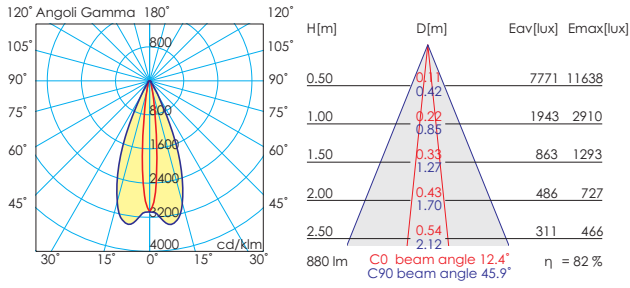 120° Angoli Gamma 180° 120°
105° 800 105°
90° 90°
800
75° 75°
1600
60° 60°
2400
45° 3200 45°
4000 cd/klm
30° 15° 0° 15° 30°
H[m] D[m] Eav[lux] Emax[lux]
0.50 0.11 7771 11638
0.42
1.00 0.22 1943 2910
0.85
1.50 0.33 863 1293
1.27
2.00 0.43 486 727
1.70
2.50 0.54 311 466
2.12
880 lm C0 beam angle 12.4° η = 82 %
C90 beam angle 45.9°